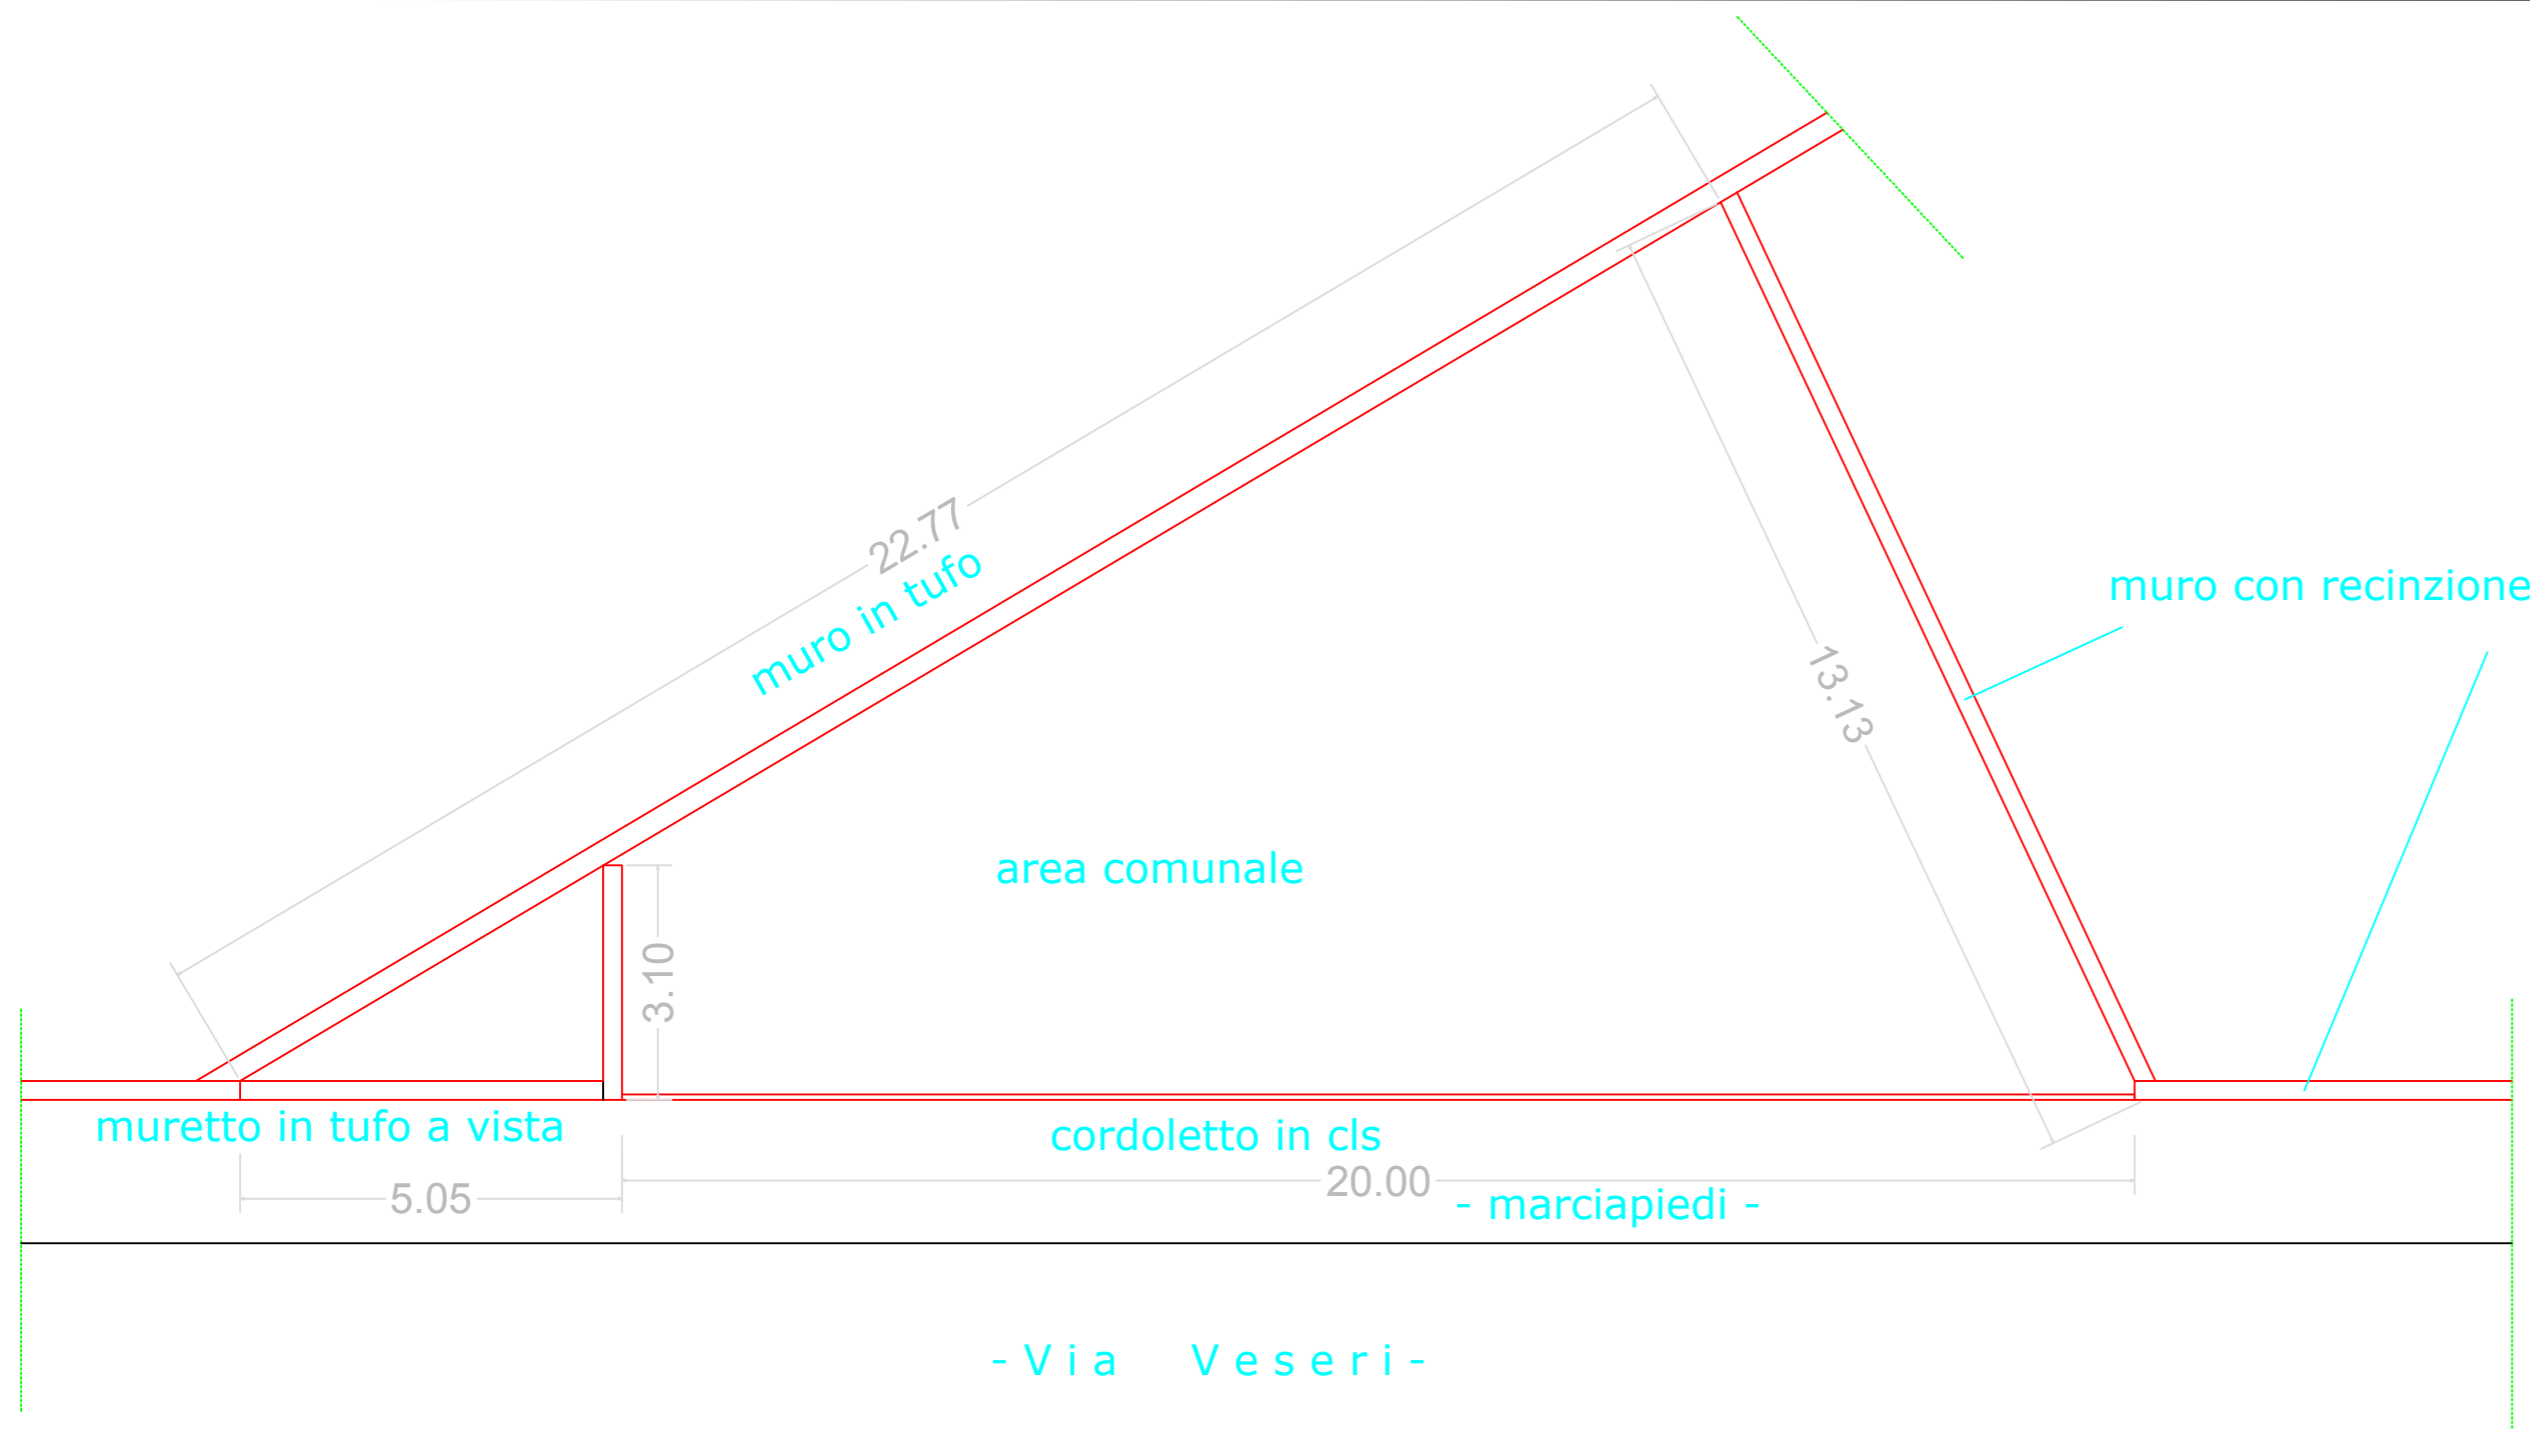 22.77
muro in tufo
muro con recinzione
13.13
area comunale
3.10
muretto in tufo a vista
cordoletto in cls
20.00
5.05
- marciapiedi -
- V i a V e s e r i -